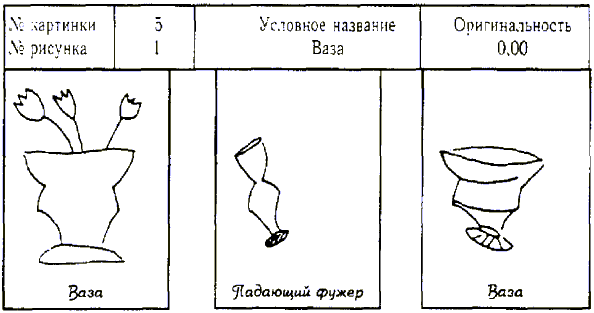 № картинки 5 Условное название Оригинальность
№ рисунка 1 Ваза 0,00
Ваза Падающий фужер Ваза